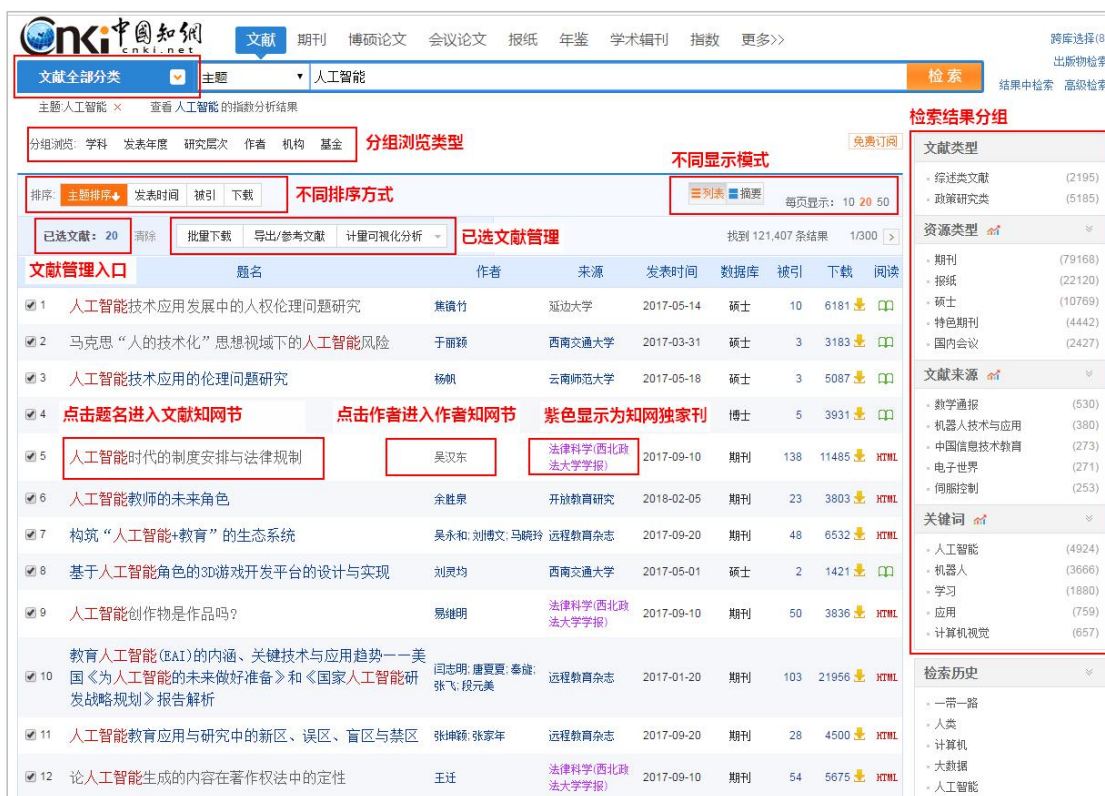 Cnki中国知网
cnki.net
文献 期刊 博硕论文 会议论文 报纸 年鉴 学术辑刊 指数 更多>>
跨库选择(8
出版物检索
文献全部分类 主题 人工智能 检索
结果中检索 高级检索
主题:人工智能 × 查看 人工智能 的指数分析结果
检索结果分组
分组浏览: 学科 发表年度 研究层次 作者 机构 基金 分组浏览类型
免费订阅
不同显示模式
排序: 主题排序 发表时间 被引 下载 不同排序方式
列表 摘要 每页显示: 10 20 50
已选文献: 20 清除 批量下载 导出/参考文献 计量可视化分析 已选文献管理
找到 121,407 条结果 1/300 >
文献管理入口
题名 作者 来源 发表时间 数据库 被引 下载 阅读
1 人工智能技术应用发展中的人权伦理问题研究 焦镜竹 延边大学 2017-05-14 硕士 10 6181
2 马克思“人的技术化”思想视域下的人工智能风险 于丽颖 西南交通大学 2017-03-31 硕士 3 3183
3 人工智能技术应用的伦理问题研究 杨帆 云南师范大学 2017-05-18 硕士 3 5087
4 点击题名进入文献知网节 点击作者进入作者知网节 紫色显示为知网独家刊 博士 5 3931
5 人工智能时代的制度安排与法律规制 吴汉东 法律科学(西北政法大学学报) 2017-09-10 期刊 138 11485 HTML
6 人工智能教师的未来角色 余胜泉 开放教育研究 2018-02-05 期刊 23 3803 HTML
7 构筑“人工智能+教育”的生态系统 吴永和; 刘博文; 马晓玲 远程教育杂志 2017-09-20 期刊 48 6532 HTML
8 基于人工智能角色的3D游戏开发平台的设计与实现 刘灵均 西南交通大学 2017-05-01 硕士 2 1421
9 人工智能创作物是作品吗? 易继明 法律科学(西北政法大学学报) 2017-09-10 期刊 50 3836 HTML
教育人工智能(EAI)的内涵、关键技术与应用趋势——美
10 国《为人工智能的未来做好准备》和《国家人工智能研
发战略规划》报告解析
闫志明; 唐夏夏; 秦旋; 张飞; 段元美 远程教育杂志 2017-01-20 期刊 103 21956 HTML
11 人工智能教育应用与研究中的新区、误区、盲区与禁区 张坤颖; 张家年 远程教育杂志 2017-09-20 期刊 28 4500 HTML
12 论人工智能生成的内容在著作权法中的定性 王迁 法律科学(西北政法大学学报) 2017-09-10 期刊 54 5675 HTML
文献类型
综述类文献 (2195)
政策研究类 (5185)
资源类型
期刊 (79168)
报纸 (22120)
硕士 (10769)
特色期刊 (4442)
国内会议 (2427)
文献来源
数学通报 (530)
机器人技术与应用 (380)
中国信息技术教育 (273)
电子世界 (271)
伺服控制 (253)
关键词
人工智能 (4924)
机器人 (3666)
学习 (1880)
应用 (759)
计算机视觉 (657)
检索历史
一带一路
人类
计算机
大数据
人工智能